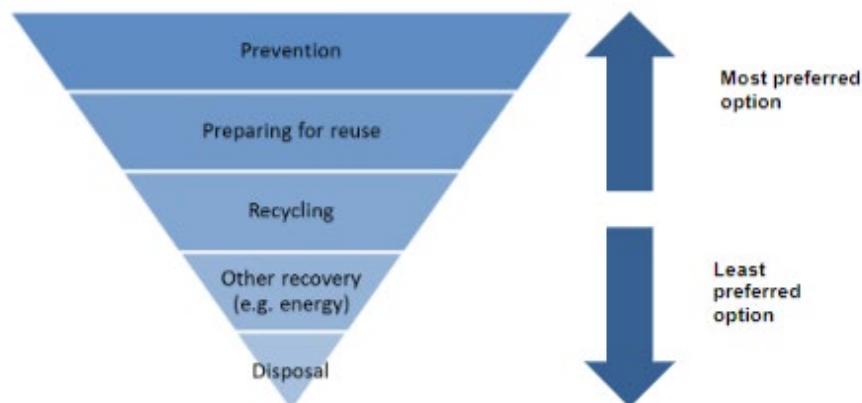 Prevention
Preparing for reuse
Recycling
Other recovery
(e.g. energy)
Disposal
Most preferred
option
Least
preferred
option